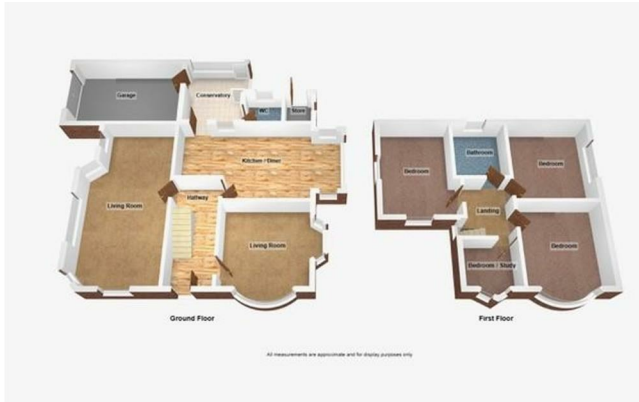 Garage
Conservatory
WC
Store
Kitchen / Diner
Living Room
Hallway
Living Room
Ground Floor
Bedroom
Bathroom
Bedroom
Landing
Bedroom / Study
Bedroom
First Floor
All measurements are approximate and for display purposes only